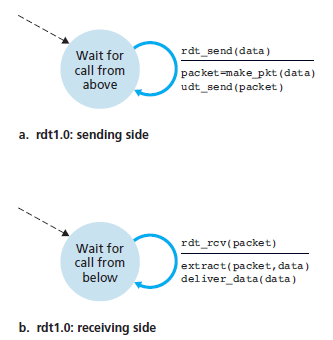 Wait for
call from
above
rdt_send(data)
packet=make_pkt(data)
udt_send(packet)
a. rdt1.0: sending side
Wait for
call from
below
rdt_rcv(packet)
extract(packet,data)
deliver_data(data)
b. rdt1.0: receiving side